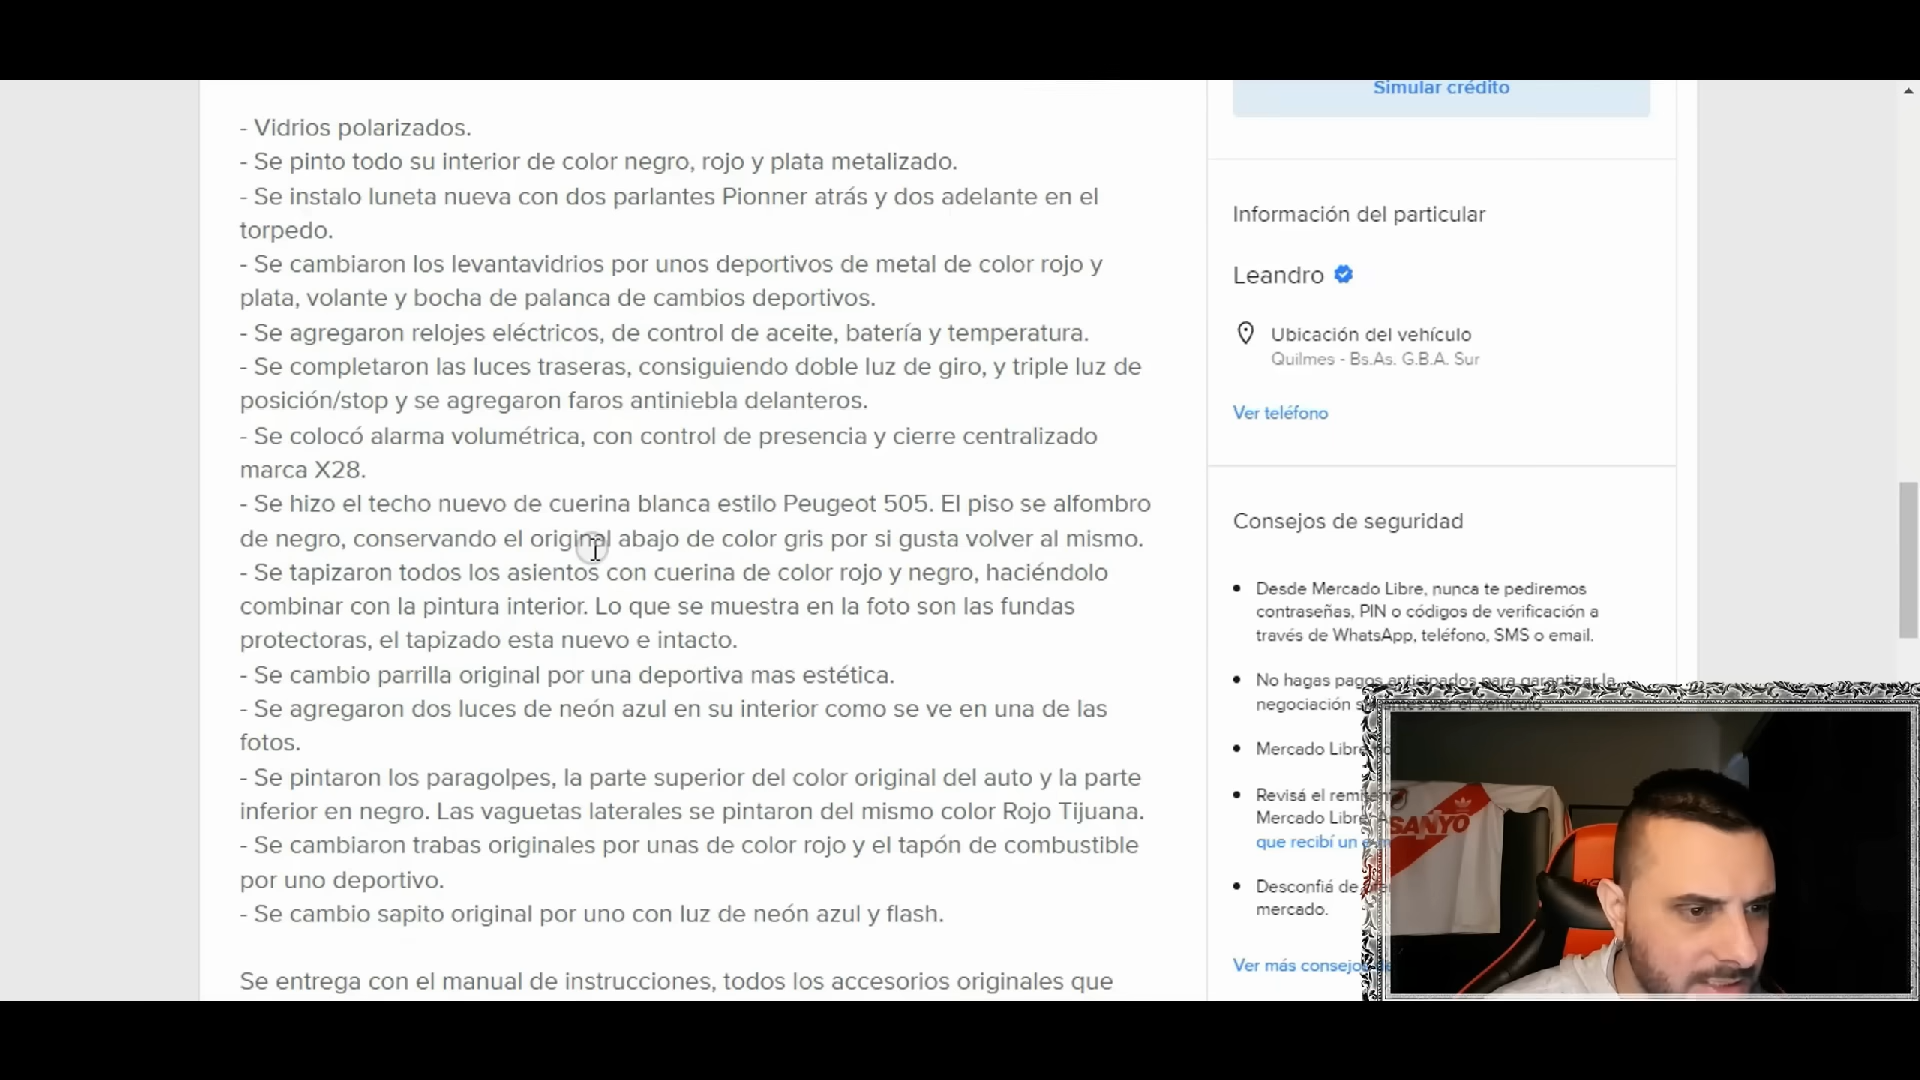 - Vidrios polarizados.
- Se pinto todo su interior de color negro, rojo y plata metalizado.
- Se instalo luneta nueva con dos parlantes Pionner atrás y dos adelante en el
torpedo.
- Se cambiaron los levantavidrios por unos deportivos de metal de color rojo y
plata, volante y bocha de palanca de cambios deportivos.
- Se agregaron relojes eléctricos, de control de aceite, batería y temperatura.
- Se completaron las luces traseras, consiguiendo doble luz de giro, y triple luz de
posición/stop y se agregaron faros antiniebla delanteros.
- Se colocó alarma volumétrica, con control de presencia y cierre centralizado
marca X28.
- Se hizo el techo nuevo de cuerina blanca estilo Peugeot 505. El piso se alfombro
de negro, conservando el original abajo de color gris por si gusta volver al mismo.
- Se tapizaron todos los asientos con cuerina de color rojo y negro, haciéndolo
combinar con la pintura interior. Lo que se muestra en la foto son las fundas
protectoras, el tapizado esta nuevo e intacto.
- Se cambio parrilla original por una deportiva mas estética.
- Se agregaron dos luces de neón azul en su interior como se ve en una de las
fotos.
- Se pintaron los paragolpes, la parte superior del color original del auto y la parte
inferior en negro. Las vaguetas laterales se pintaron del mismo color Rojo Tijuana.
- Se cambiaron trabas originales por unas de color rojo y el tapón de combustible
por uno deportivo.
- Se cambio sapito original por uno con luz de neón azul y flash.
Se entrega con el manual de instrucciones, todos los accesorios originales que
Simular crédito
Información del particular
Leandro
Ubicación del vehículo
Quilmes - Bs.As. G.B.A. Sur
Ver teléfono
Consejos de seguridad
Desde Mercado Libre, nunca te pediremos
contraseñas, PIN o códigos de verificación a
través de WhatsApp, teléfono, SMS o email.
No hagas pagos anticipados para garantizar la
negociación antes ver el vehículo.
Mercado Libre
Revisá el
Mercado Libre
que recibí un
Desconfiá de
mercado.
Ver más consejos
SANYO